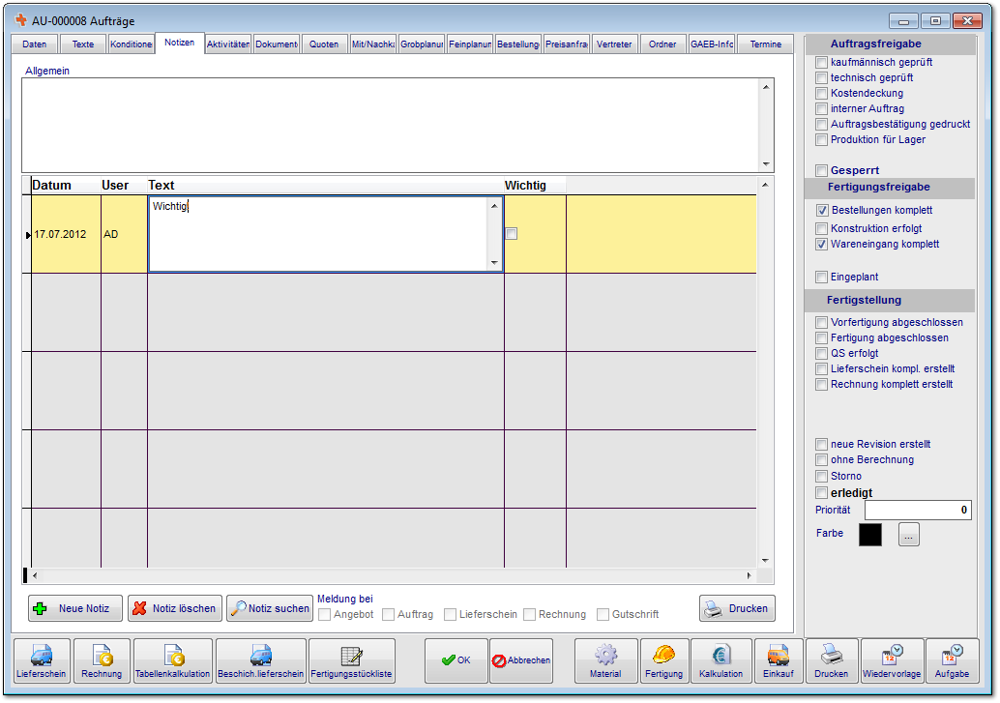 AU-000008 Aufträge
Daten Texte Konditione Notizen Aktivitäten Dokument Quoten Mit/Nachka Grobplanun Feinplanun Bestellung Preisanfra Vertreter Ordner GAEB-Info Termine
Allgemein
Datum User Text Wichtig
17.07.2012 AD Wichtig
Neue Notiz Notiz löschen Notiz suchen
Meldung bei
Angebot Auftrag Lieferschein Rechnung Gutschrift
Drucken
Auftragsfreigabe
kaufmännisch geprüft
technisch geprüft
Kostendeckung
interner Auftrag
Auftragsbestätigung gedruckt
Produktion für Lager
Gesperrt
Fertigungsfreigabe
Bestellungen komplett
Konstruktion erfolgt
Wareneingang komplett
Eingeplant
Fertigstellung
Vorfertigung abgeschlossen
Fertigung abgeschlossen
QS erfolgt
Lieferschein kompl. erstellt
Rechnung komplett erstellt
neue Revision erstellt
ohne Berechnung
Storno
erledigt
Priorität 0
Farbe ...
Lieferschein Rechnung Tabellenkalkulation Beschich.lieferschein Fertigungsstückliste OK Abbrechen Material Fertigung Kalkulation Einkauf Drucken Wiedervorlage Aufgabe